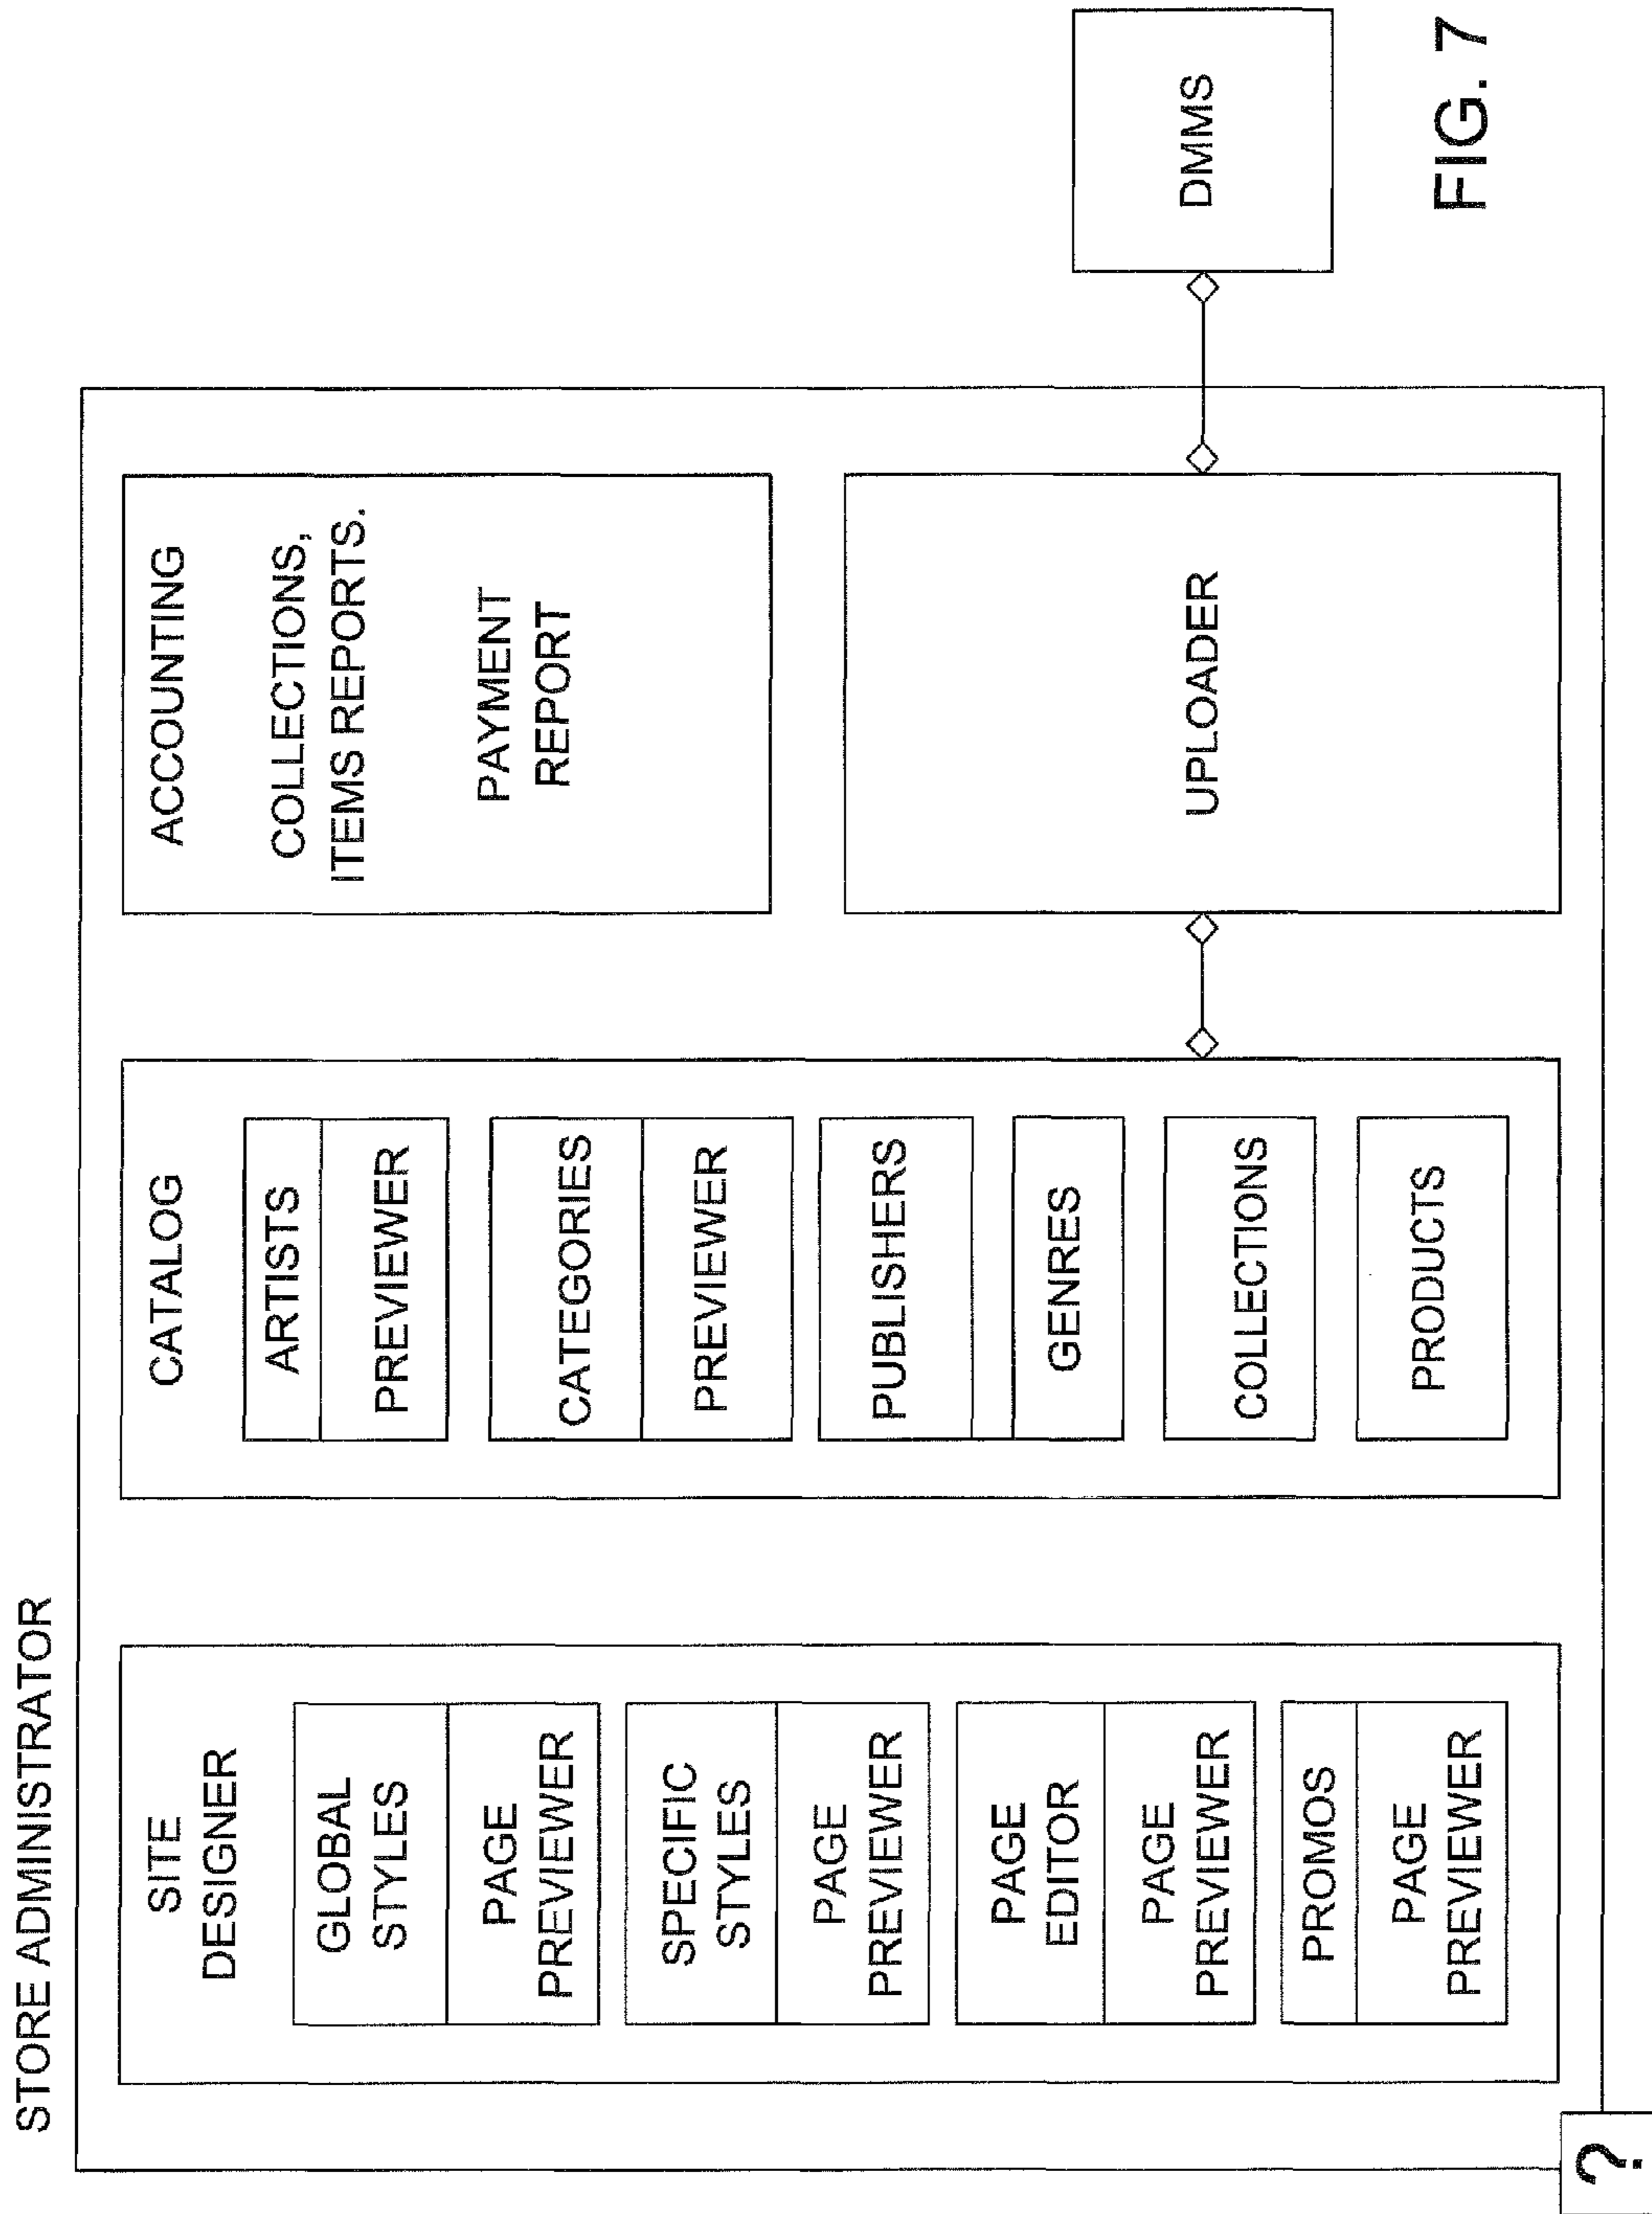 STORE ADMINISTRATOR
SITE
DESIGNER
GLOBAL
STYLES
PAGE
PREVIEWER
SPECIFIC
STYLES
PAGE
PREVIEWER
PAGE
EDITOR
PAGE
PREVIEWER
PROMOS
PAGE
PREVIEWER
CATALOG
ARTISTS
PREVIEWER
CATEGORIES
PREVIEWER
PUBLISHERS
GENRES
COLLECTIONS
PRODUCTS
ACCOUNTING
COLLECTIONS,
ITEMS REPORTS.
PAYMENT
REPORT
UPLOADER
DMMS
?
FIG. 7